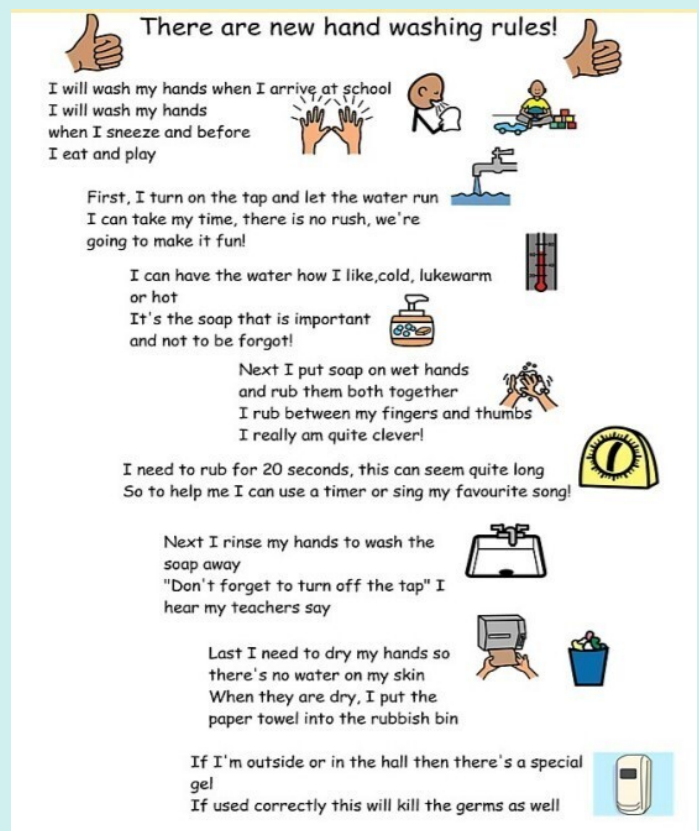 There are new hand washing rules!
I will wash my hands when I arrive at school
I will wash my hands
when I sneeze and before
I eat and play
First, I turn on the tap and let the water run
I can take my time, there is no rush, we're
going to make it fun!
I can have the water how I like,cold, lukewarm
or hot
It's the soap that is important
and not to be forgot!
Next I put soap on wet hands
and rub them both together
I rub between my fingers and thumbs
I really am quite clever!
I need to rub for 20 seconds, this can seem quite long
So to help me I can use a timer or sing my favourite song!
Next I rinse my hands to wash the
soap away
"Don't forget to turn off the tap" I
hear my teachers say
Last I need to dry my hands so
there's no water on my skin
When they are dry, I put the
paper towel into the rubbish bin
If I'm outside or in the hall then there's a special
gel
If used correctly this will kill the germs as well